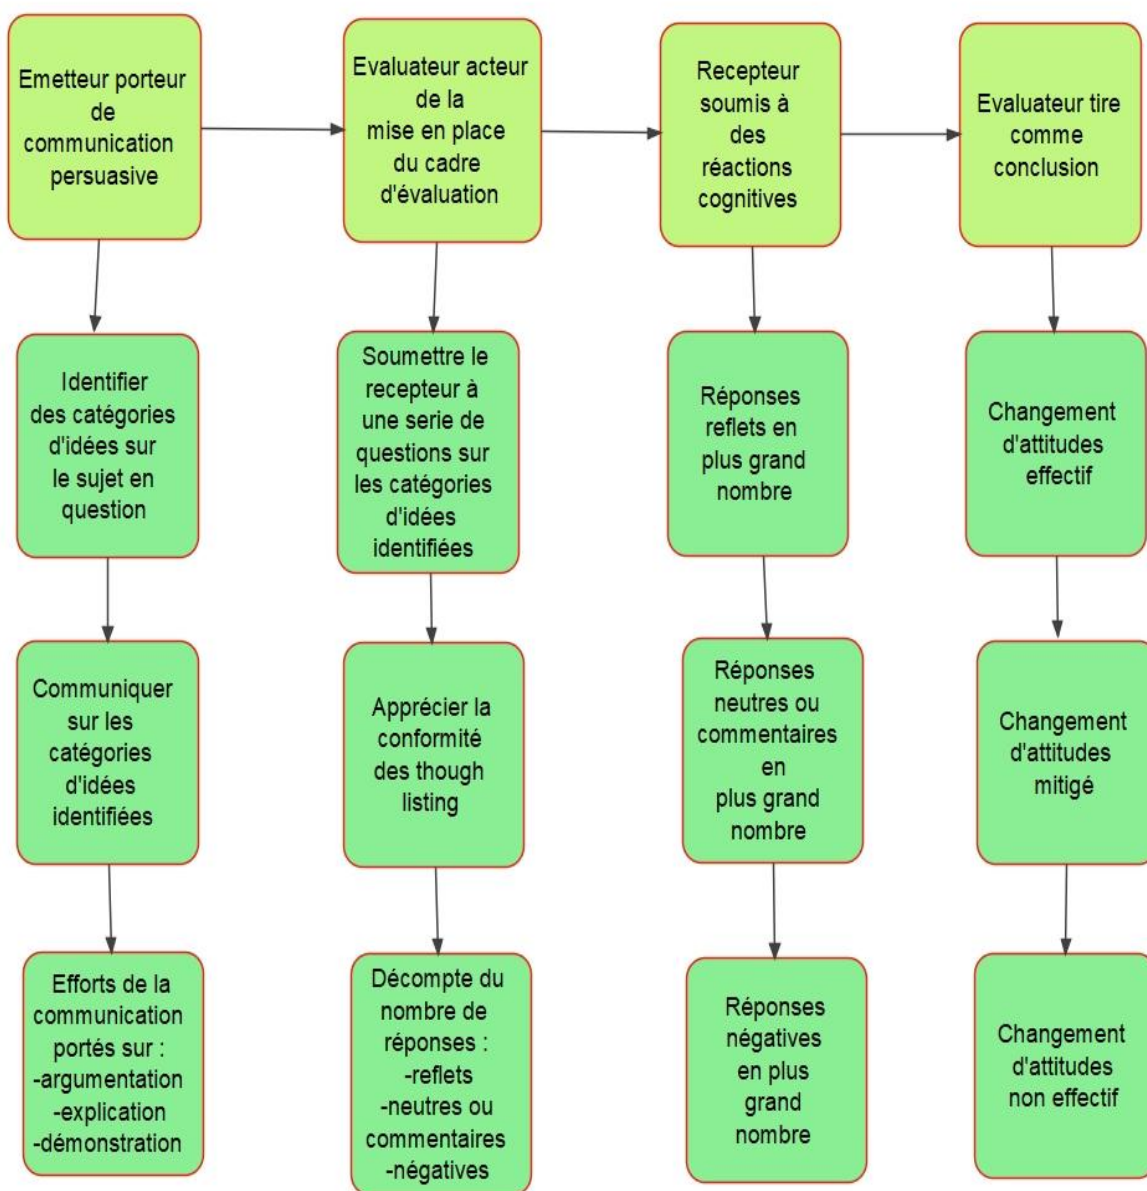 Emetteur porteur
de
communication
persuasive
Evaluateur acteur
de la
mise en place
du cadre
d'évaluation
Recepteur
soumis à
des
réactions
cognitives
Evaluateur tire
comme
conclusion
Identifier
des catégories
d'idées sur
le sujet en
question
Soumettre le
recepteur à
une serie de
questions sur
les catégories
d'idées
identifiées
Réponses
reflets en
plus grand
nombre
Changement
d'attitudes
effectif
Communiquer
sur les
catégories
d'idées
identifiées
Apprécier la
conformité
des though
listing
Réponses
neutres ou
commentaires
en
plus grand
nombre
Changement
d'attitudes
mitigé
Efforts de la
communication
portés sur :
-argumentation
-explication
-démonstration
Décompte du
nombre de
réponses :
-reflets
-neutres ou
commentaires
-négatives
Réponses
négatives
en plus
grand
nombre
Changement
d'attitudes
non effectif